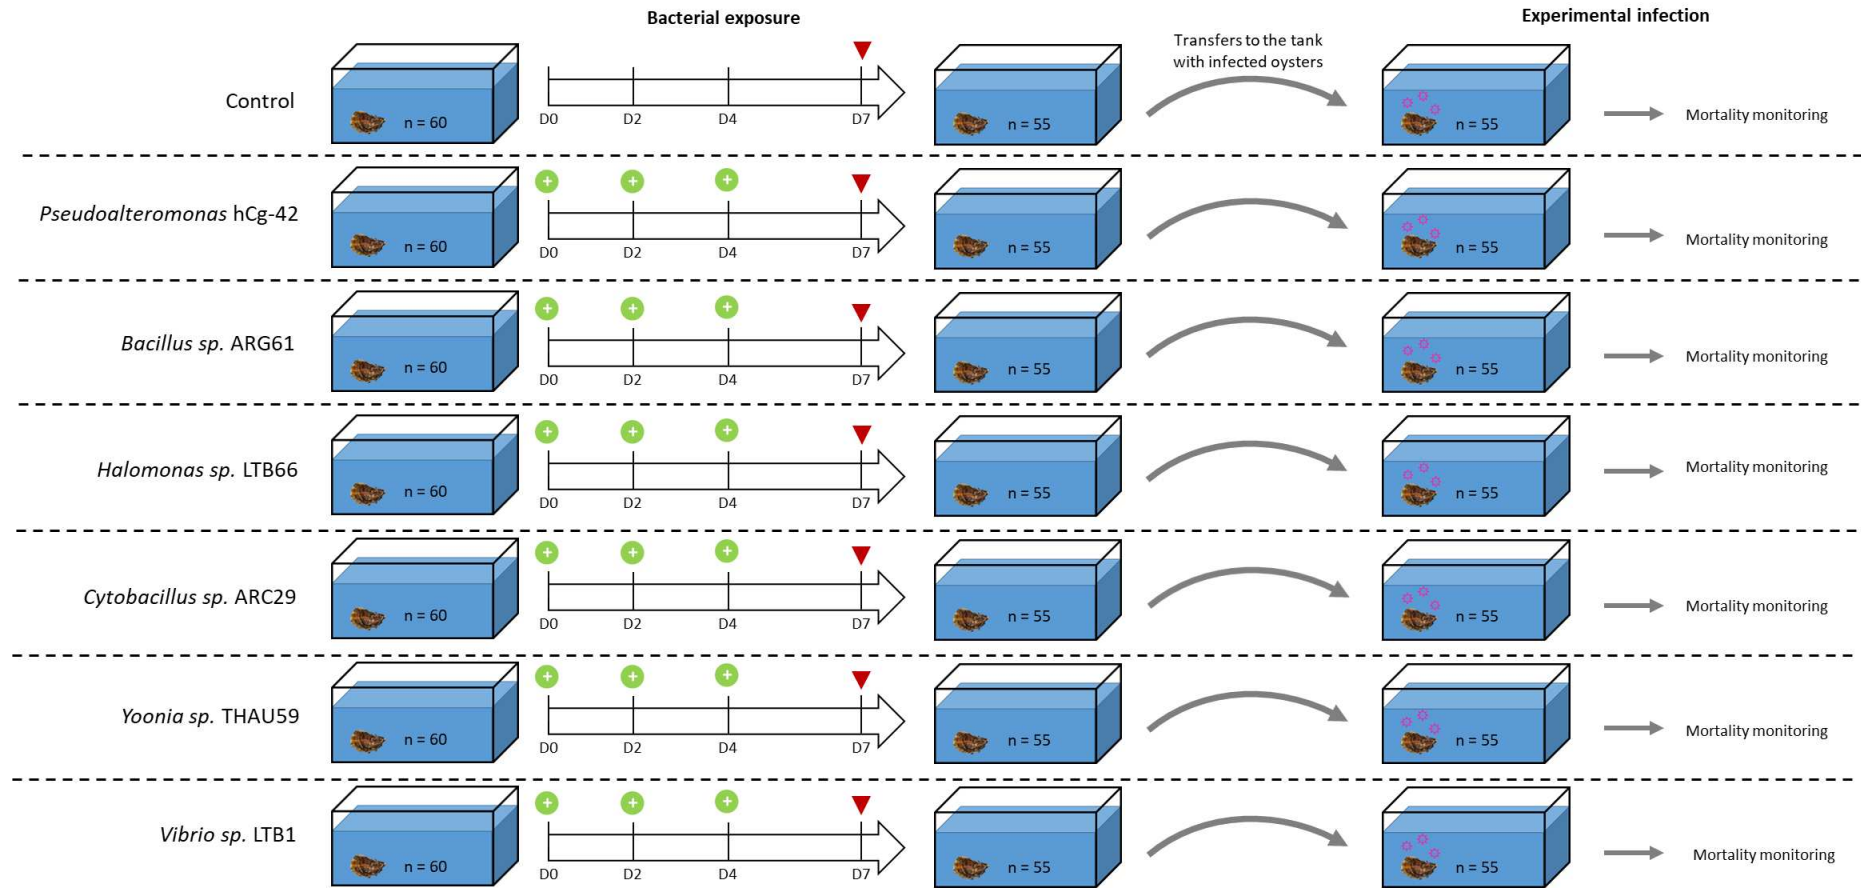 Bacterial exposure
Experimental infection
Transfers to the tank
with infected oysters
Control
n = 60
D0
D2
D4
D7
n = 55
n = 55
Mortality monitoring
Pseudoalteromonas hCg-42
+
+
+
n = 60
D0
D2
D4
D7
n = 55
n = 55
Mortality monitoring
Bacillus sp. ARG61
+
+
+
n = 60
D0
D2
D4
D7
n = 55
n = 55
Mortality monitoring
Halomonas sp. LTB66
+
+
+
n = 60
D0
D2
D4
D7
n = 55
n = 55
Mortality monitoring
Cytobacillus sp. ARC29
+
+
+
n = 60
D0
D2
D4
D7
n = 55
n = 55
Mortality monitoring
Yoonia sp. THAU59
+
+
+
n = 60
D0
D2
D4
D7
n = 55
n = 55
Mortality monitoring
Vibrio sp. LTB1
+
+
+
n = 60
D0
D2
D4
D7
n = 55
n = 55
Mortality monitoring